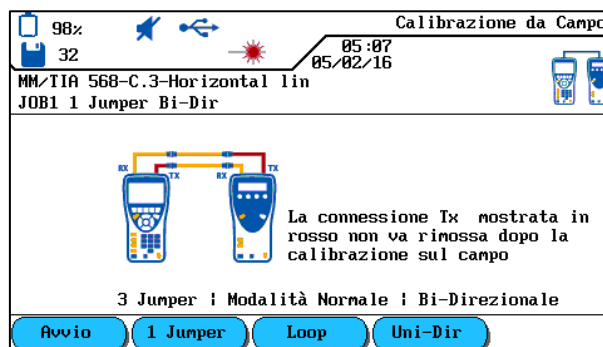 98%
Calibrazione da Campo
32
05:07
05/02/16
MM/TIA 568-C.3-Horizontal lin
JOB1 1 Jumper Bi-Dir
RX TX RX TX
La connessione Tx mostrata in
rosso non va rimossa dopo la
calibrazione sul campo
3 Jumper ¦ Modalità Normale ¦ Bi-Direzionale
Avvio
1 Jumper
Loop
Uni-Dir